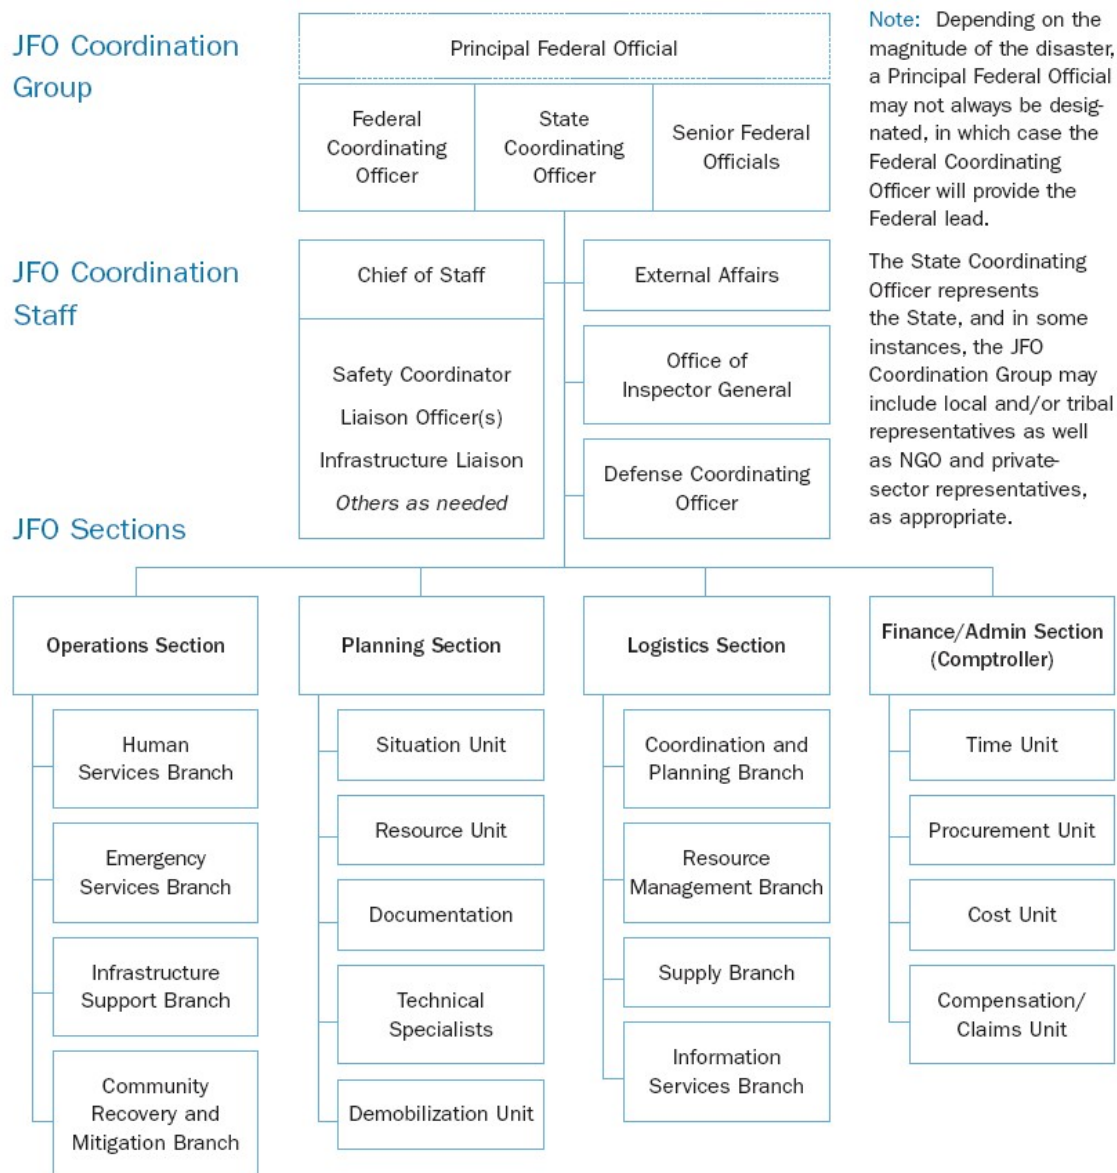 JFO Coordination
Group
Principal Federal Official
Federal
Coordinating
Officer
State
Coordinating
Officer
Senior Federal
Officials
Note: Depending on the
magnitude of the disaster,
a Principal Federal Official
may not always be desig-
nated, in which case the
Federal Coordinating
Officer will provide the
Federal lead.
The State Coordinating
Officer represents
the State, and in some
instances, the JFO
Coordination Group may
include local and/or tribal
representatives as well
as NGO and private-
sector representatives,
as appropriate.
JFO Coordination
Staff
Chief of Staff
Safety Coordinator
Liaison Officer(s)
Infrastructure Liaison
Others as needed
External Affairs
Office of
Inspector General
Defense Coordinating
Officer
JFO Sections
Operations Section
Human
Services Branch
Emergency
Services Branch
Infrastructure
Support Branch
Community
Recovery and
Mitigation Branch
Planning Section
Situation Unit
Resource Unit
Documentation
Technical
Specialists
Demobilization Unit
Logistics Section
Coordination and
Planning Branch
Resource
Management Branch
Supply Branch
Information
Services Branch
Finance/Admin Section
(Comptroller)
Time Unit
Procurement Unit
Cost Unit
Compensation/
Claims Unit